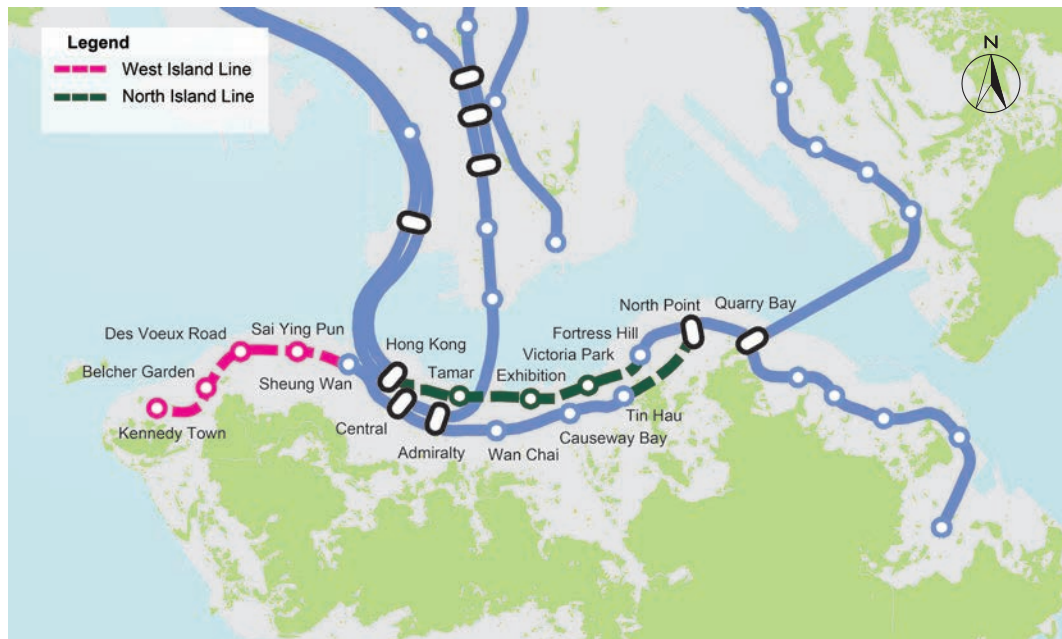 Legend
West Island Line
North Island Line
N
North Point
Quarry Bay
Fortress Hill
Des Voeux Road
Sai Ying Pun
Hong Kong
Victoria Park
Belcher Garden
Sheung Wan
Tamar
Exhibition
Kennedy Town
Central
Tin Hau
Admiralty
Wan Chai
Causeway Bay